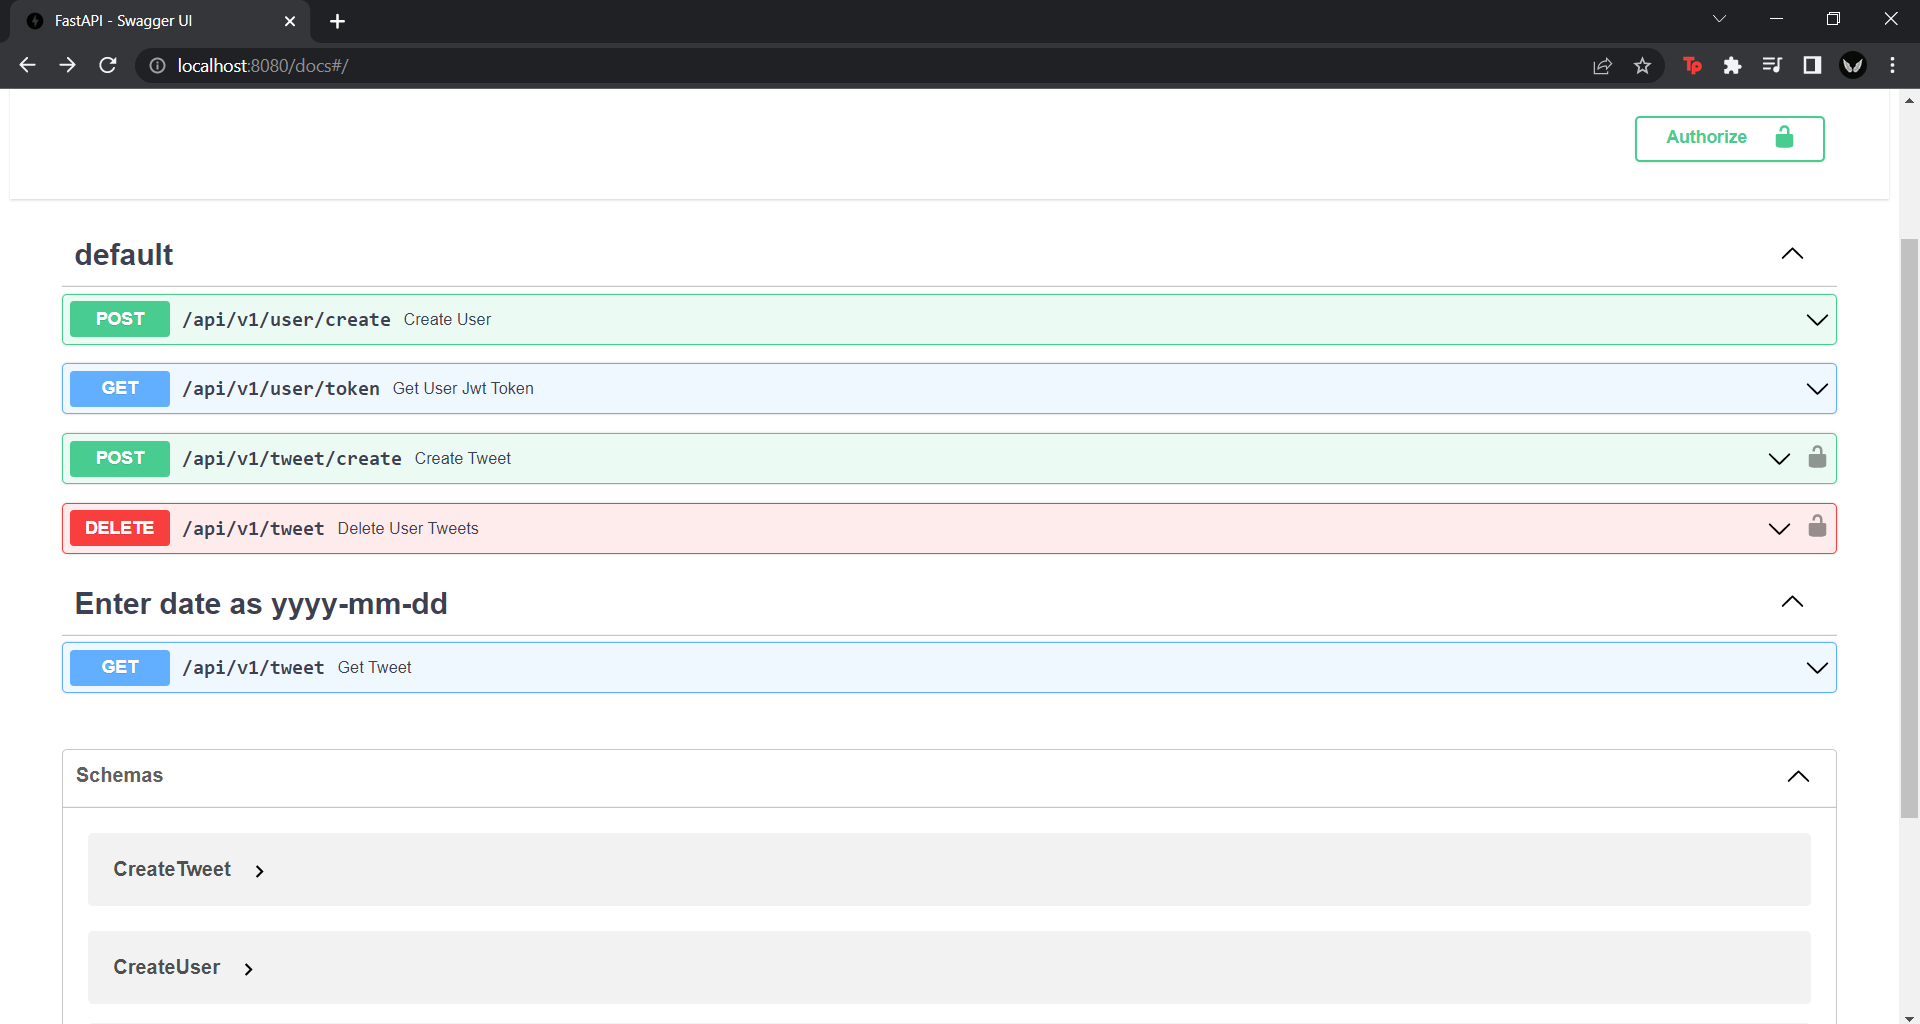 FastAPI - Swagger UI
localhost:8080/docs#/
Tp
Authorize
default
POST /api/v1/user/create Create User
GET /api/v1/user/token Get User Jwt Token
POST /api/v1/tweet/create Create Tweet
DELETE /api/v1/tweet Delete User Tweets
Enter date as yyyy-mm-dd
GET /api/v1/tweet Get Tweet
Schemas
CreateTweet
CreateUser